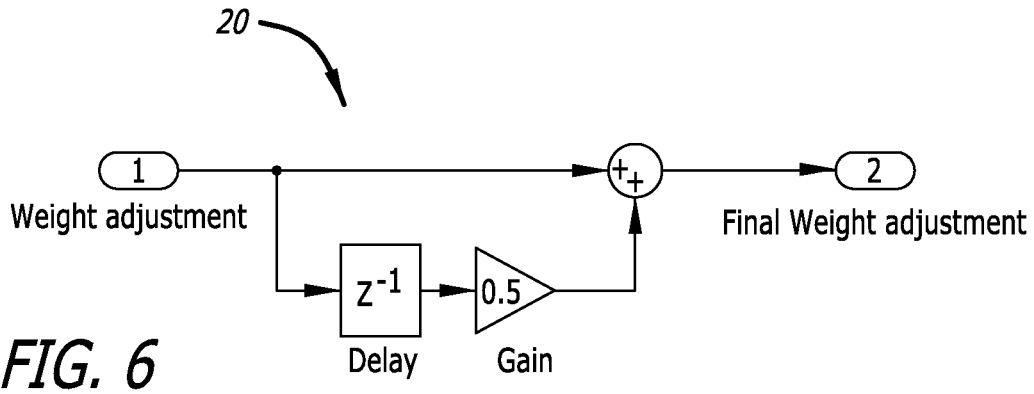 20
1
+
+
2
Weight adjustment
Final Weight adjustment
Z-1
0.5
Delay
Gain
FIG. 6